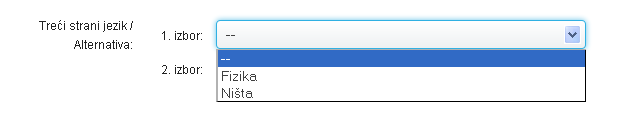 Treći strani jezik /
Alternativa:
1. izbor:
--
--
Fizika
Ništa
2. izbor: